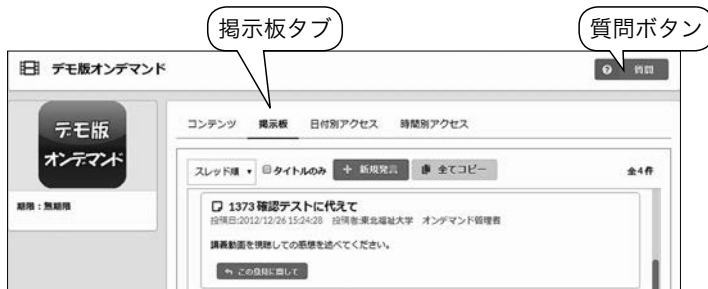 掲示板タブ
質問ボタン
デモ版オンデマンド
質問
デモ版
オンデマンド
コンテンツ 掲示板 日付別アクセス 時間別アクセス
スレッド順 タイトルのみ + 新規発言 全てコピー 全4件
期限:無期限
1373 確認テストに代えて
投稿日:2012/12/26 15:24:28 投稿者:東北福祉大学 オンデマンド管理者
講義動画を視聴しての感想を述べてください。
この意見に関して